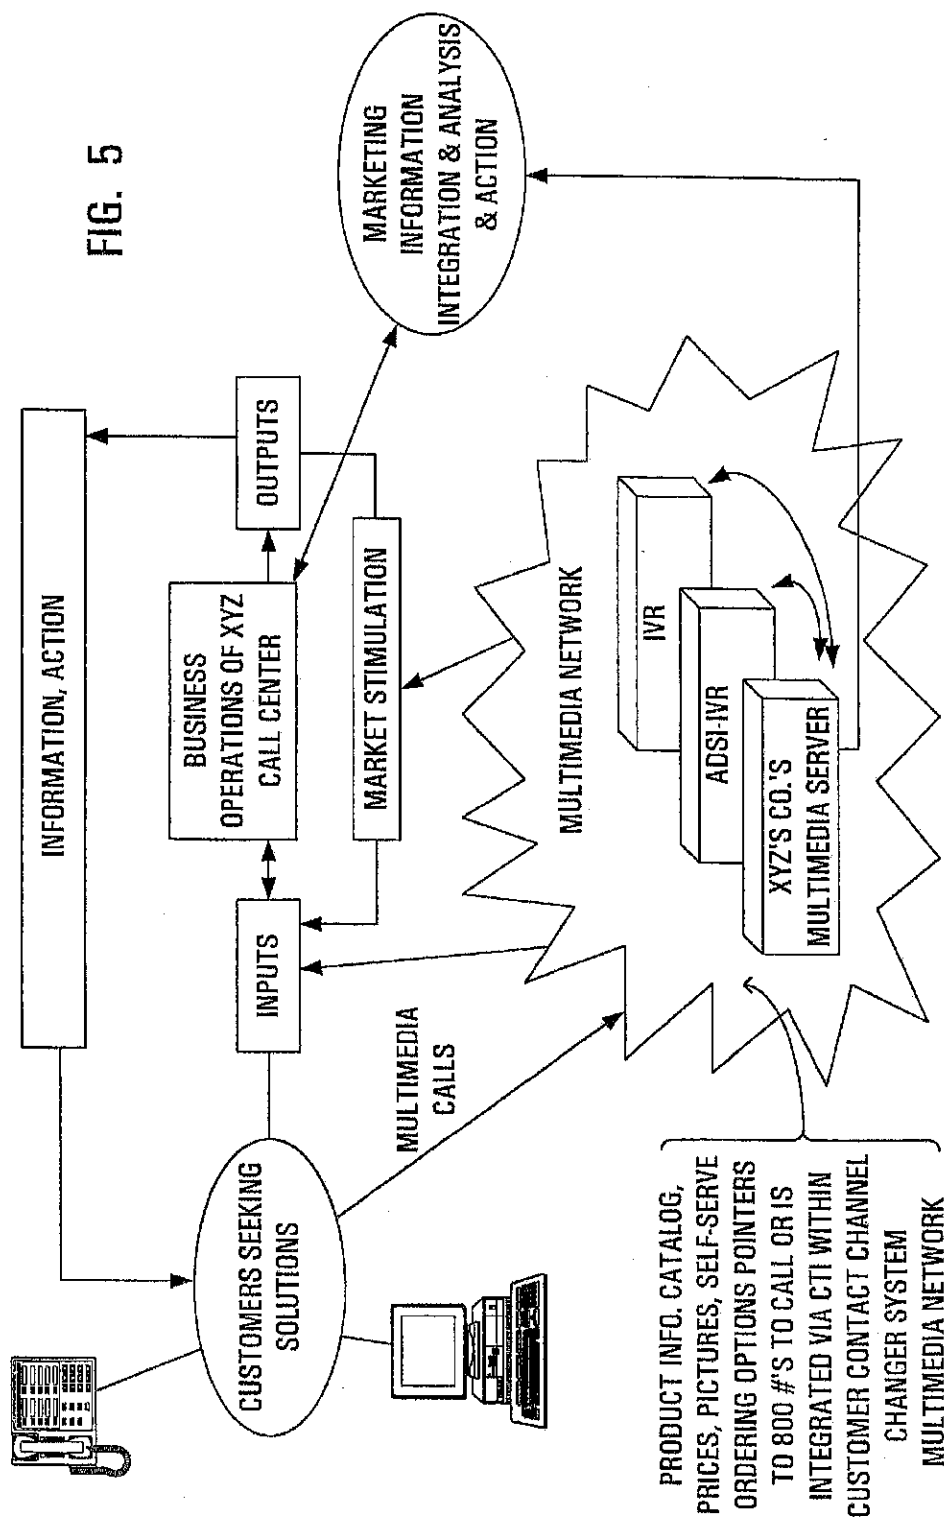 FIG. 5
INFORMATION, ACTION
CUSTOMERS SEEKING
SOLUTIONS
INPUTS
BUSINESS
OPERATIONS OF XYZ
CALL CENTER
OUTPUTS
MARKET STIMULATION
MARKETING
INFORMATION
INTEGRATION & ANALYSIS
& ACTION
MULTIMEDIA
CALLS
MULTIMEDIA NETWORK
IVR
ADSI-IVR
XYZ'S CO.'S
MULTIMEDIA SERVER
PRODUCT INFO. CATALOG,
PRICES, PICTURES, SELF-SERVE
ORDERING OPTIONS POINTERS
TO 800 #'S TO CALL OR IS
INTEGRATED VIA CTI WITHIN
CUSTOMER CONTACT CHANNEL
CHANGER SYSTEM
MULTIMEDIA NETWORK